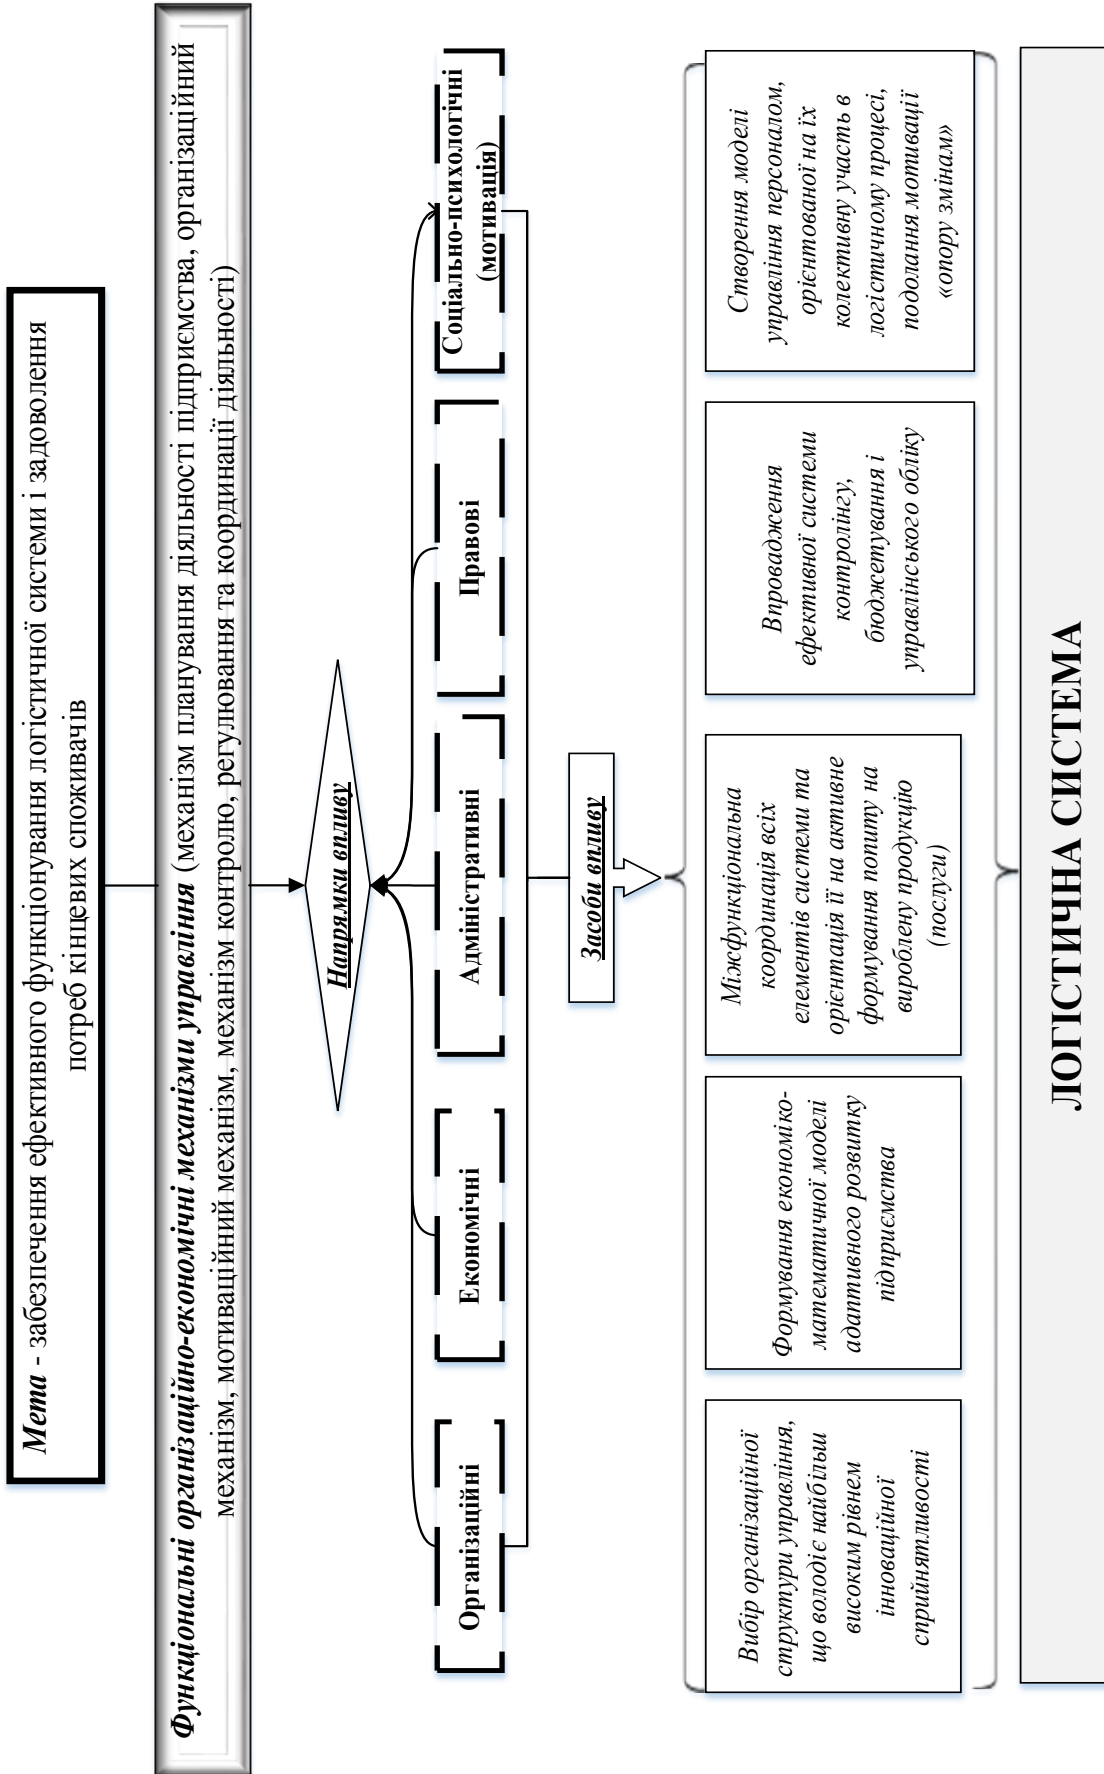 Мета - забезпечення ефективного функціонування логістичної системи і задоволення
потреб кінцевих споживачів
Функціональні організаційно-економічні механізми управління (механізм планування діяльності підприємства, організаційний
механізм, мотиваційний механізм, механізм контролю, регулювання та координації діяльності)
Напрямки впливу
Організаційні
Економічні
Адміністративні
Правові
Соціально-психологічні
(мотивація)
Засоби впливу
Вибір організаційної
структури управління,
що володіє найбільш
високим рівнем
інноваційної
сприйнятливості
Формування економіко-
математичної моделі
адаптивного розвитку
підприємства
Міжфункціональна
координація всіх
елементів системи та
орієнтація її на активне
формування попиту на
вироблену продукцію
(послуги)
Впровадження
ефективної системи
контролінгу,
бюджетування і
управлінського обліку
Створення моделі
управління персоналом,
орієнтованої на їх
колективну участь в
логістичному процесі,
подолання мотивації
«опору змінам»
ЛОГІСТИЧНА СИСТЕМА